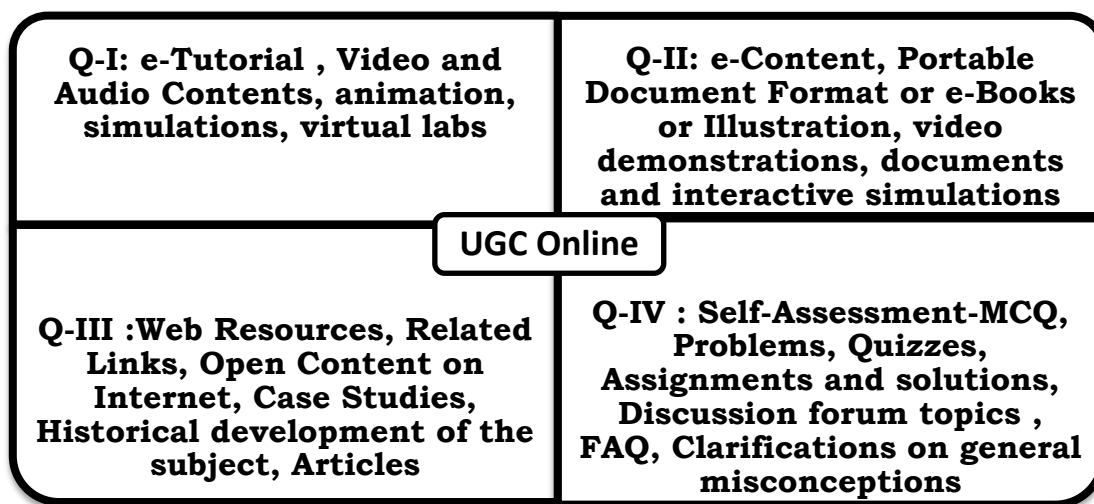 Q-I: e-Tutorial , Video and
Audio Contents, animation,
simulations, virtual labs
Q-II: e-Content, Portable
Document Format or e-Books
or Illustration, video
demonstrations, documents
and interactive simulations
UGC Online
Q-III :Web Resources, Related
Links, Open Content on
Internet, Case Studies,
Historical development of the
subject, Articles
Q-IV : Self-Assessment-MCQ,
Problems, Quizzes,
Assignments and solutions,
Discussion forum topics ,
FAQ, Clarifications on general
misconceptions